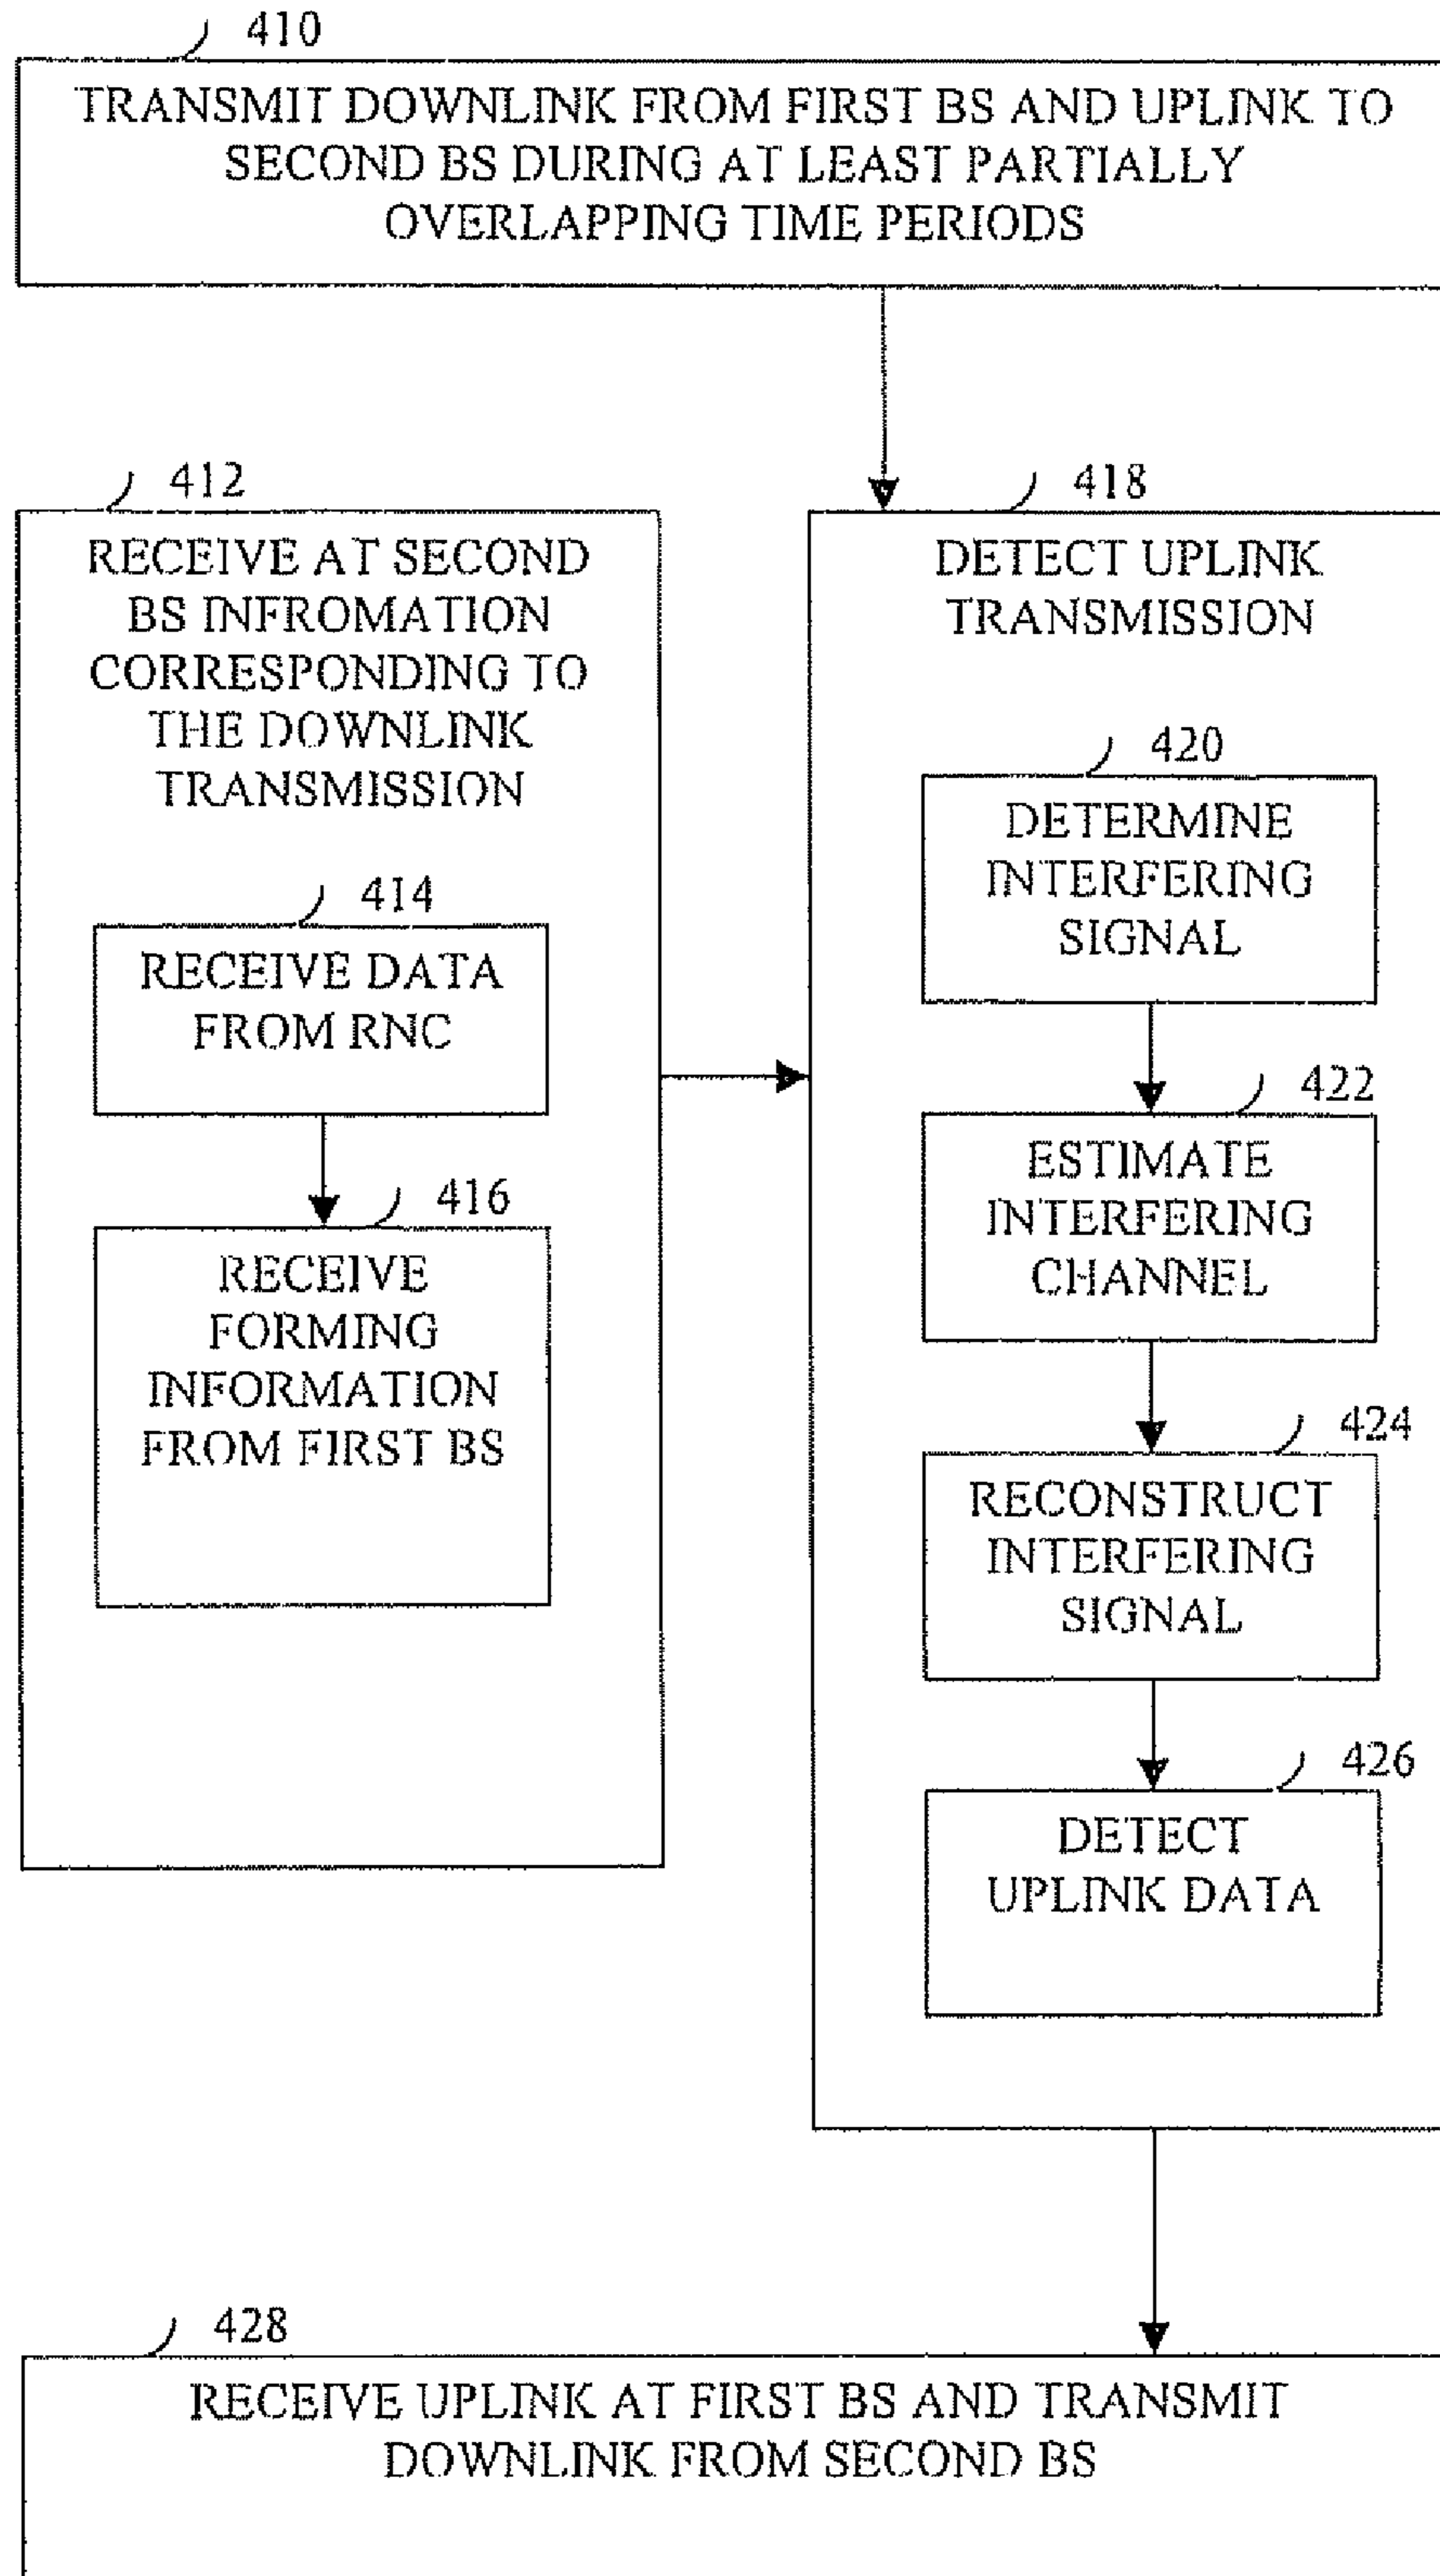 410
TRANSMIT DOWNLINK FROM FIRST BS AND UPLINK TO
SECOND BS DURING AT LEAST PARTIALLY
OVERLAPPING TIME PERIODS
412
RECEIVE AT SECOND
BS INFROMATION
CORRESPONDING TO
THE DOWNLINK
TRANSMISSION
414
RECEIVE DATA
FROM RNC
416
RECEIVE
FORMING
INFORMATION
FROM FIRST BS
418
DETECT UPLINK
TRANSMISSION
420
DETERMINE
INTERFERING
SIGNAL
422
ESTIMATE
INTERFERING
CHANNEL
424
RECONSTRUCT
INTERFERING
SIGNAL
426
DETECT
UPLINK DATA
428
RECEIVE UPLINK AT FIRST BS AND TRANSMIT
DOWNLINK FROM SECOND BS